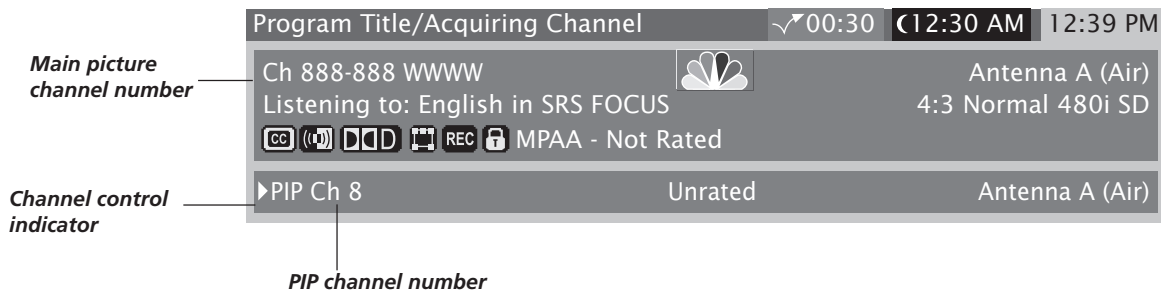 Program Title/Acquiring Channel 00:30 12:30 AM 12:39 PM
Main picture
channel number
Ch 888-888 WWWW Antenna A (Air)
Listening to: English in SRS FOCUS 4:3 Normal 480i SD
CC REC MPAA - Not Rated
Channel control
indicator
PIP Ch 8 Unrated Antenna A (Air)
PIP channel number